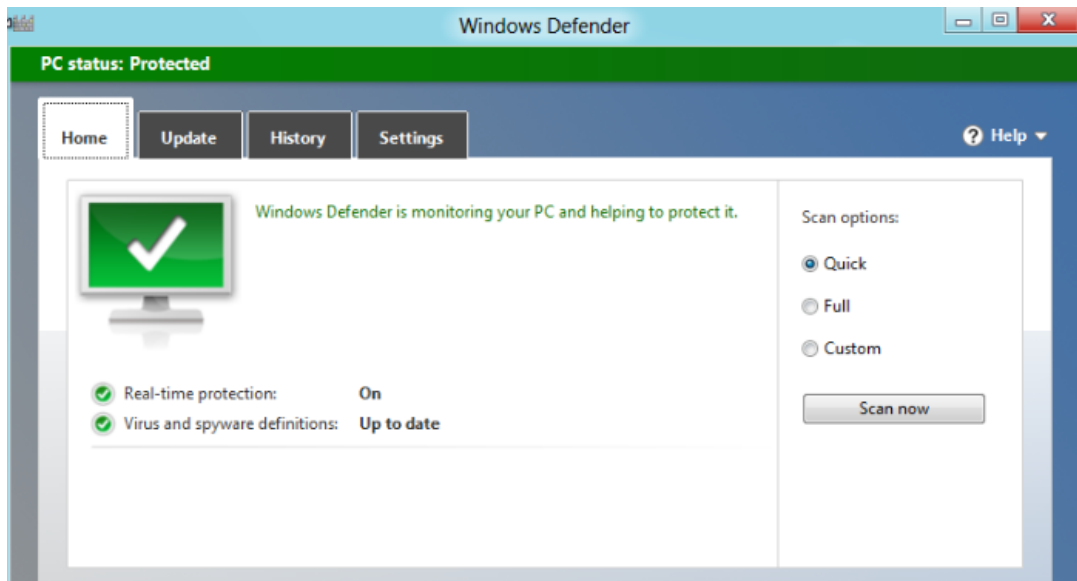 Windows Defender
PC status: Protected
Home
Update
History
Settings
Help
Windows Defender is monitoring your PC and helping to protect it.
Real-time protection: On
Virus and spyware definitions: Up to date
Scan options:
Quick
Full
Custom
Scan now